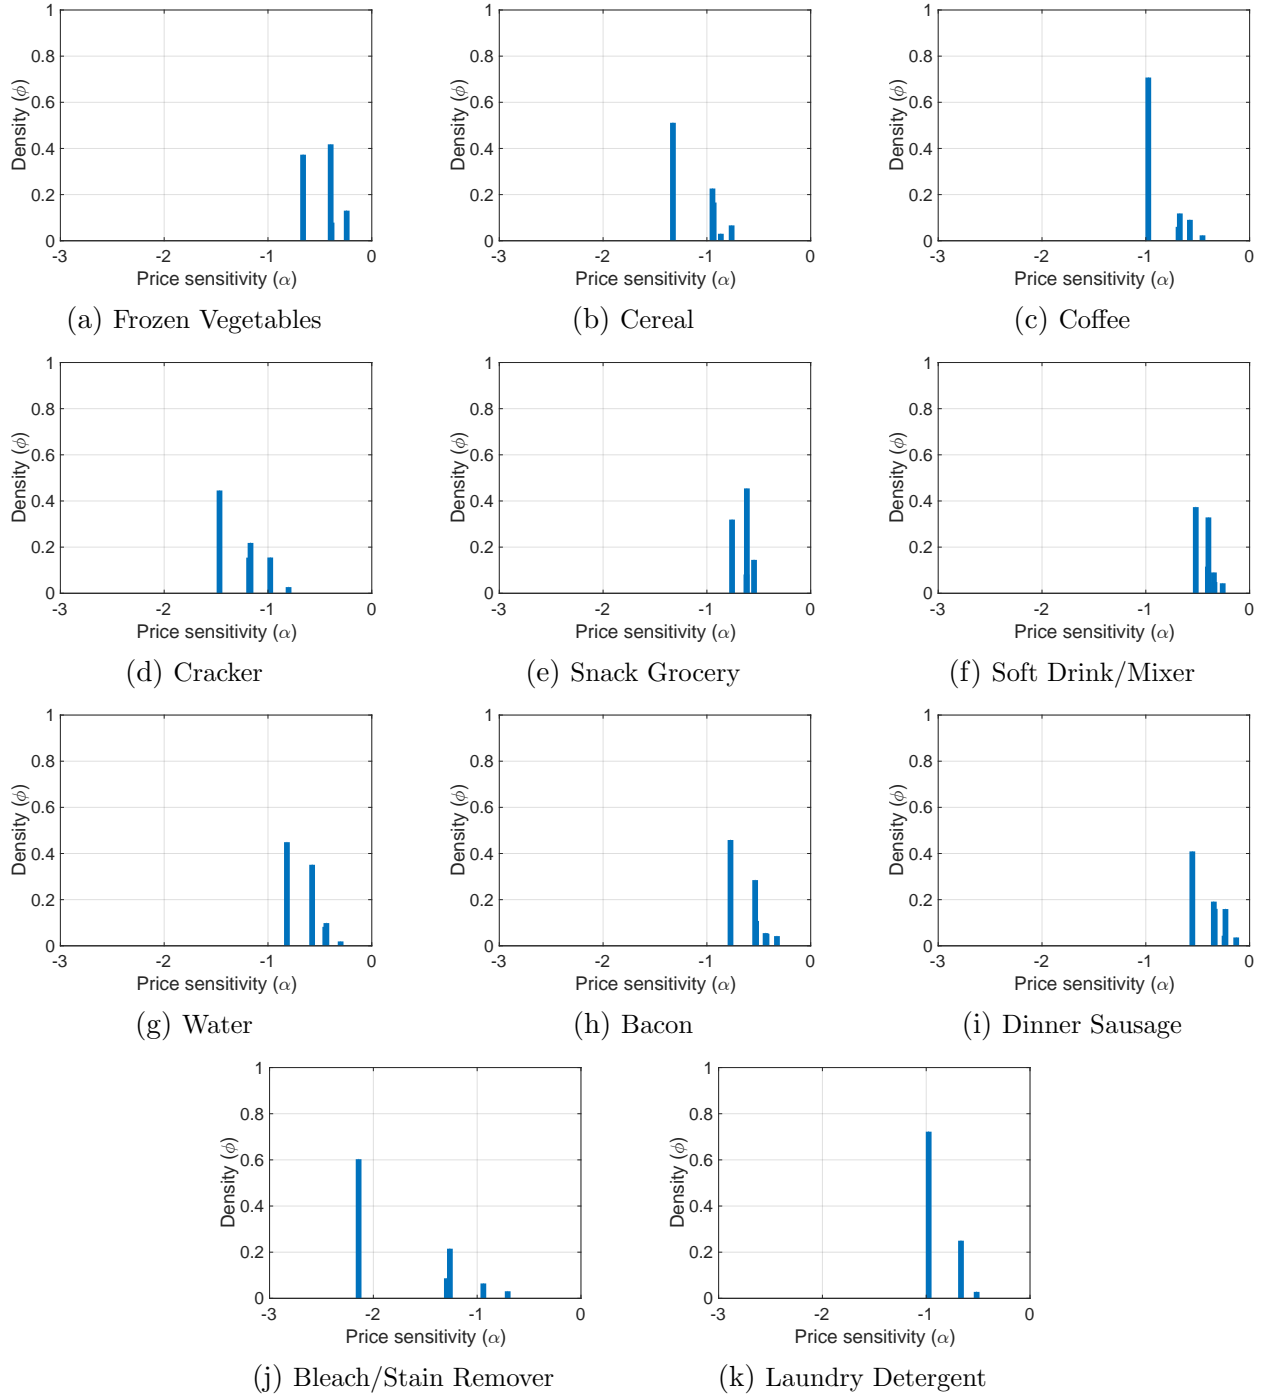 1
0.8
0.6
0.4
0.2
0
Density (ϕ)
-3 -2 -1 0
Price sensitivity (α)
(a) Frozen Vegetables
1
0.8
0.6
0.4
0.2
0
Density (ϕ)
-3 -2 -1 0
Price sensitivity (α)
(b) Cereal
1
0.8
0.6
0.4
0.2
0
Density (ϕ)
-3 -2 -1 0
Price sensitivity (α)
(c) Coffee
1
0.8
0.6
0.4
0.2
0
Density (ϕ)
-3 -2 -1 0
Price sensitivity (α)
(d) Cracker
1
0.8
0.6
0.4
0.2
0
Density (ϕ)
-3 -2 -1 0
Price sensitivity (α)
(e) Snack Grocery
1
0.8
0.6
0.4
0.2
0
Density (ϕ)
-3 -2 -1 0
Price sensitivity (α)
(f) Soft Drink/Mixer
1
0.8
0.6
0.4
0.2
0
Density (ϕ)
-3 -2 -1 0
Price sensitivity (α)
(g) Water
1
0.8
0.6
0.4
0.2
0
Density (ϕ)
-3 -2 -1 0
Price sensitivity (α)
(h) Bacon
1
0.8
0.6
0.4
0.2
0
Density (ϕ)
-3 -2 -1 0
Price sensitivity (α)
(i) Dinner Sausage
1
0.8
0.6
0.4
0.2
0
Density (ϕ)
-3 -2 -1 0
Price sensitivity (α)
(j) Bleach/Stain Remover
1
0.8
0.6
0.4
0.2
0
Density (ϕ)
-3 -2 -1 0
Price sensitivity (α)
(k) Laundry Detergent